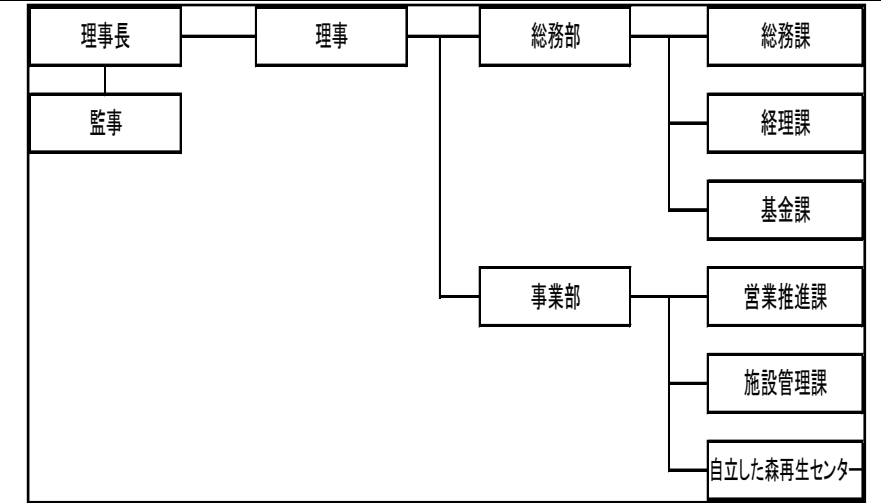 理事長
理事
総務部
総務課
監事
経理課
基金課
事業部
営業推進課
施設管理課
自立した森再生センター